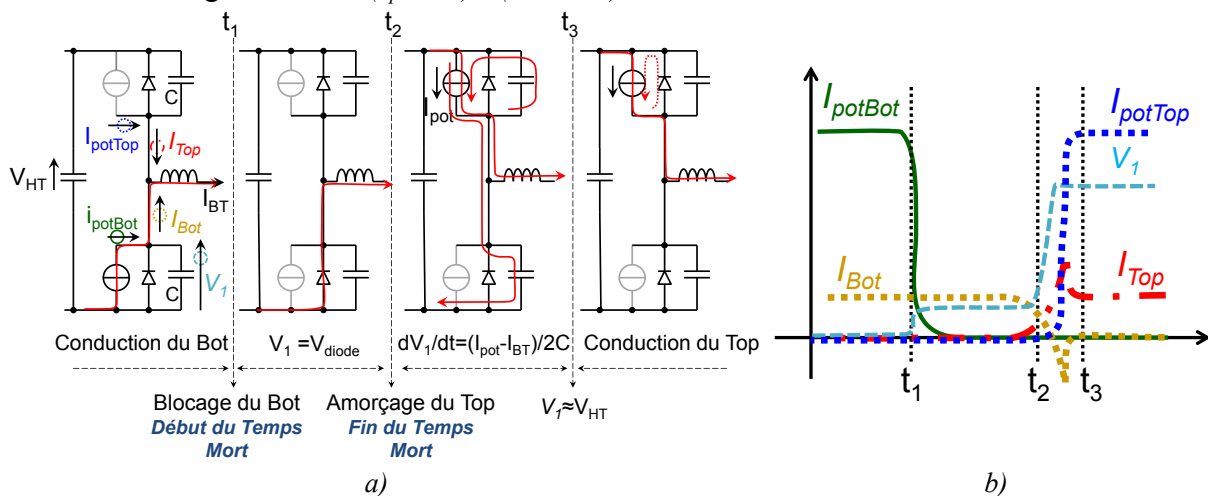 t1 t2 t3
C
IpotTop
ITop
VHT
IBT
ipotBot
IBot
C
V1
Ipot
Conduction du Bot
V1 =Vdiode
dV1/dt=(Ipot-IBT)/2C
Conduction du Top
Blocage du Bot
Début du Temps
Mort
Amorçage du Top
Fin du Temps
Mort
V1≈VHT
a)
IpotBot
IpotTop
V1
IBot
ITop
t1
t2
t3
b)